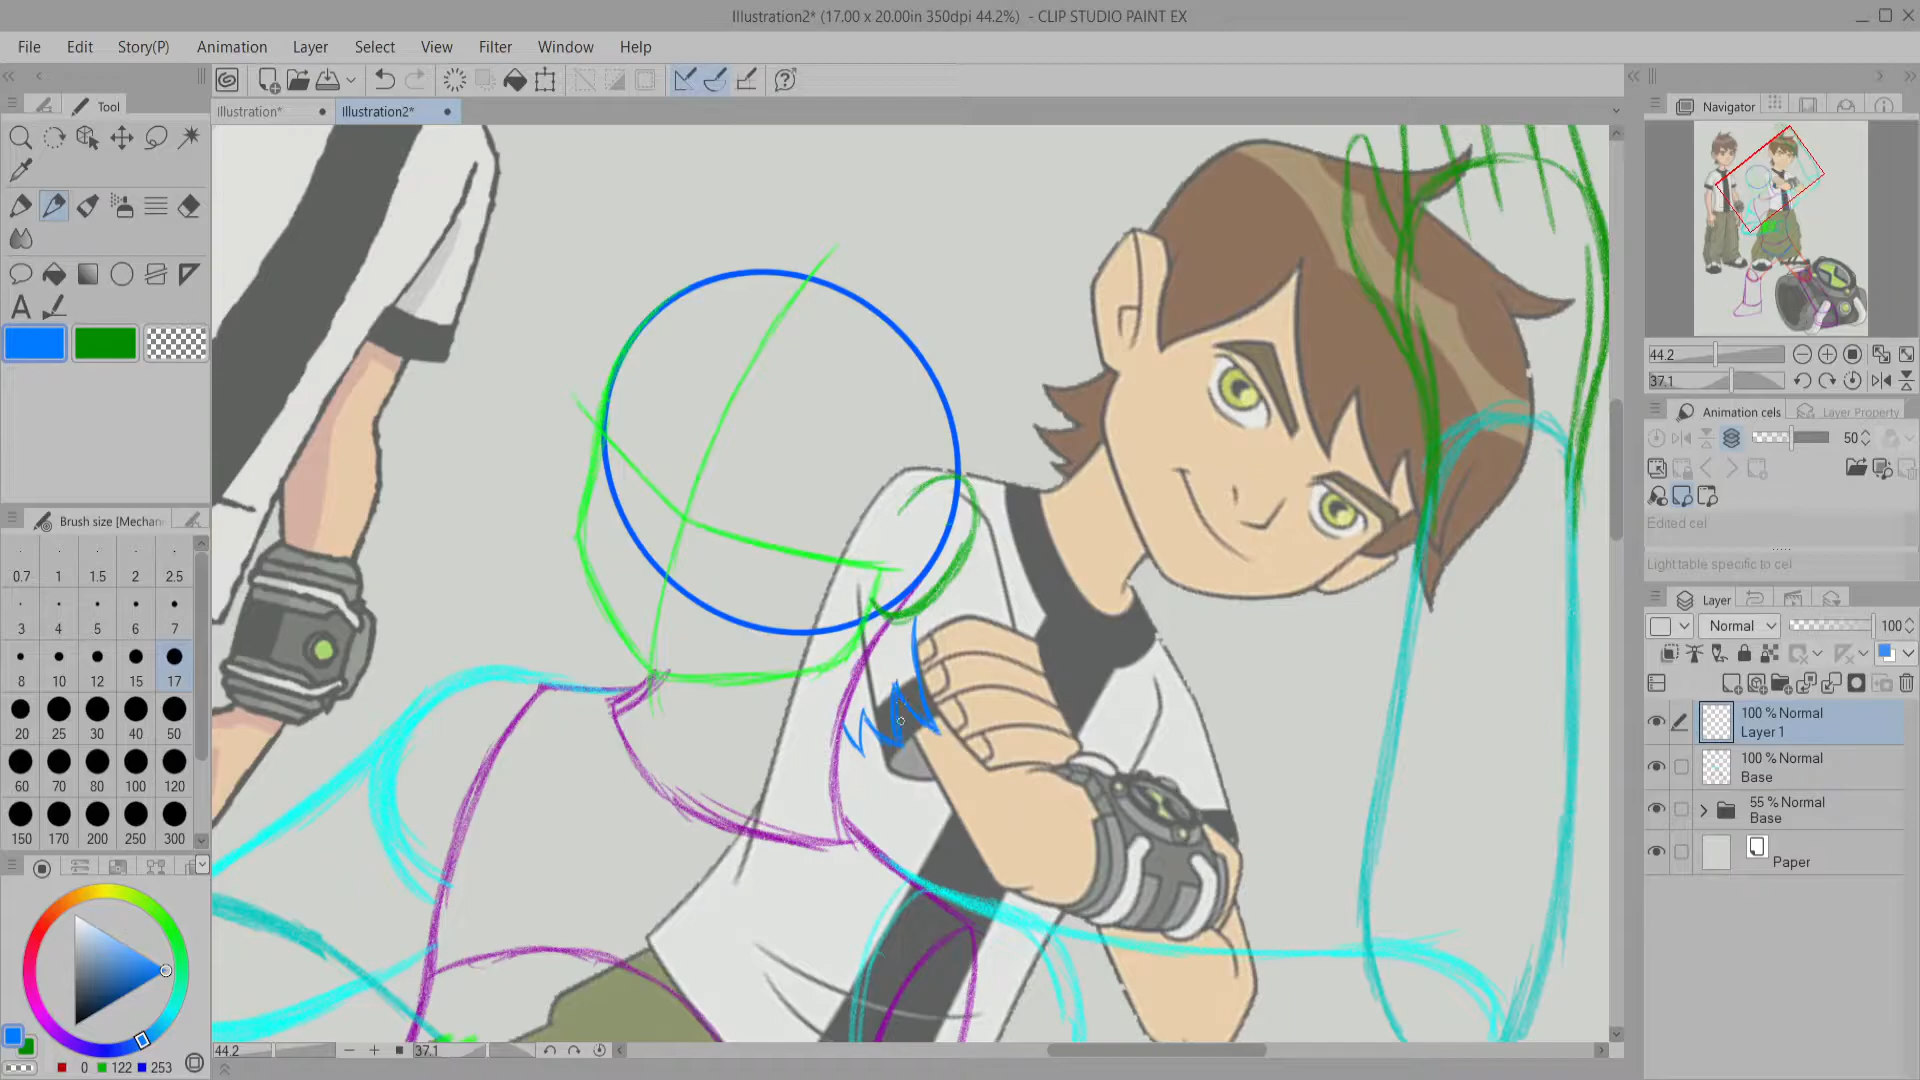 Illustration2* (17.00 x 20.00in 350dpi 44.2%) - CLIP STUDIO PAINT EX
File Edit Story(P) Animation Layer Select View Filter Window Help
Tool
Illustration* Illustration2*
Navigator
44.2
37.1
Animation cels Layer Property
50
Edited cel
Light table specific to cel
Brush size [Mechan
0.7 1 1.5 2 2.5
3 4 5 6 7
8 10 12 15 17
20 25 30 40 50
60 70 80 100 120
150 170 200 250 300
Layer
Normal 100
100 % Normal
Layer 1
100 % Normal
Base
55 % Normal
Base
Paper
44.2 37.1
0 122 253